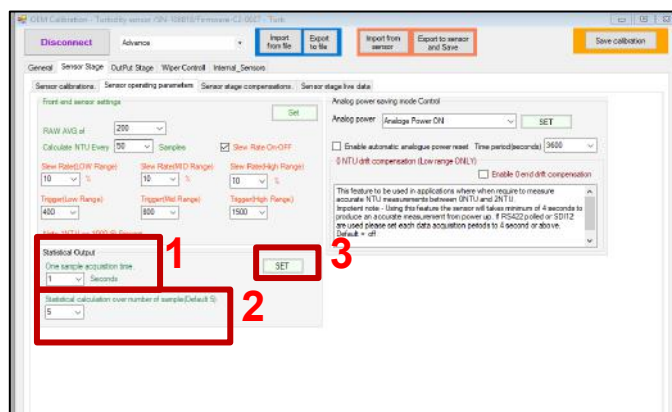 OEM Calibration - Turbidity sensor
Disconnect
Advance
Import from file
Export to file
Import from sensor
Export to sensor and Save
Save calibration
General Sensor Stage OutPut Stage Wiper Controll Internal_Sensors
Sensor calibrations. Sensor operating parameters Sensor stage compensations Sensor stage live data
Front end sensor settings
Set
RAW AVG of 200
Calculate NTU Every 50 Samples Slew Rate On-OFF
Slew Rate(LOW Range) Slew Rate(MID Range) Slew Rate(High Range)
10 % 10 % 10 %
Trigger(Low Range) Trigger(Mid Range) Trigger(High Range)
400 800 1500
Statistical Output
One sample acquisition time
1 Seconds
SET
Statistical calculation over number of sample(Default 5)
5
1
2
3
Analog power saving mode Control
Analog power Analoge Power ON SET
Enable automatic analogue power reset Time period(seconds) 3600
0 NTU drift compensation (Low range ONLY)
Enable 0 end drift compensation
This feature to be used in applications where when require to measure
accurate NTU measurements between 0NTU and 2NTU.
Impotent note - Using this feature the sensor will takes minimum of 4 seconds to
produce an accurate measurement from power up. if RS422 polled or SDI12
are used please set each data acquisition periods to 4 second or above.
Default = off